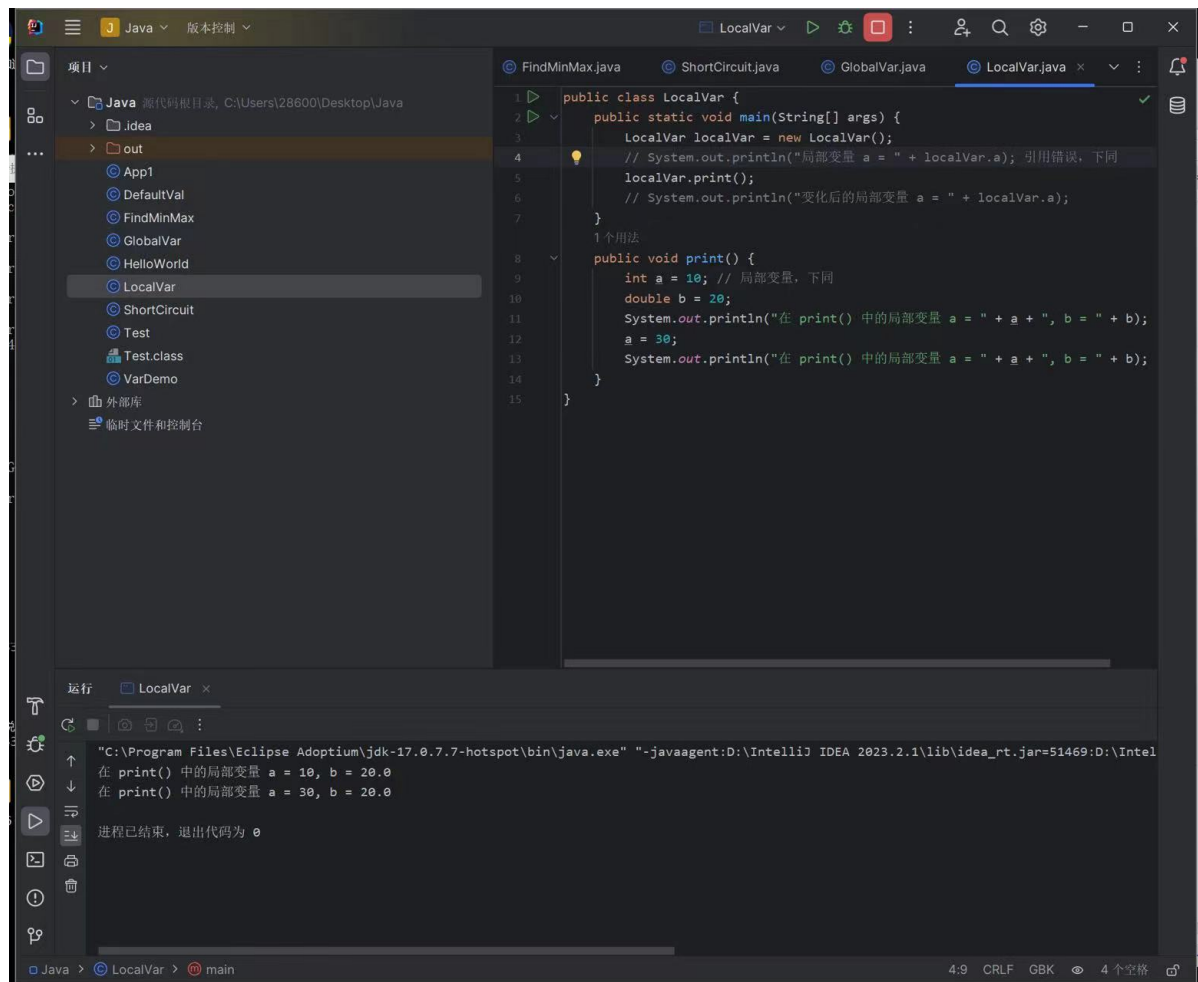 J Java 版本控制 LocalVar
项目
FindMinMax.java ShortCircuit.java GlobalVar.java LocalVar.java
Java 源代码根目录, C:\Users\28600\Desktop\Java
.idea
out
App1
DefaultVal
FindMinMax
GlobalVar
HelloWorld
LocalVar
ShortCircuit
Test
Test.class
VarDemo
外部库
临时文件和控制台
1 public class LocalVar {
2 public static void main(String[] args) {
3 LocalVar localVar = new LocalVar();
4 // System.out.println("局部变量 a = " + localVar.a); 引用错误，下同
5 localVar.print();
6 // System.out.println("变化后的局部变量 a = " + localVar.a);
7 }
1 个用法
8 public void print() {
9 int a = 10; // 局部变量，下同
10 double b = 20;
11 System.out.println("在 print() 中的局部变量 a = " + a + ", b = " + b);
12 a = 30;
13 System.out.println("在 print() 中的局部变量 a = " + a + ", b = " + b);
14 }
15 }
运行 LocalVar
"C:\Program Files\Eclipse Adoptium\jdk-17.0.7.7-hotspot\bin\java.exe" "-javaagent:D:\IntelliJ IDEA 2023.2.1\lib\idea_rt.jar=51469:D:\Intel
在 print() 中的局部变量 a = 10, b = 20.0
在 print() 中的局部变量 a = 30, b = 20.0
进程已结束，退出代码为 0
Java > LocalVar > main 4:9 CRLF GBK 4 个空格